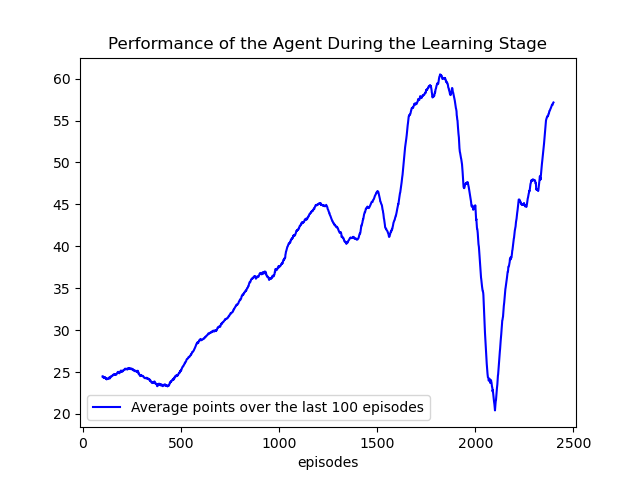 Performance of the Agent During the Learning Stage
60
55
50
45
40
35
30
25
20
Average points over the last 100 episodes
0 500 1000 1500 2000 2500
episodes